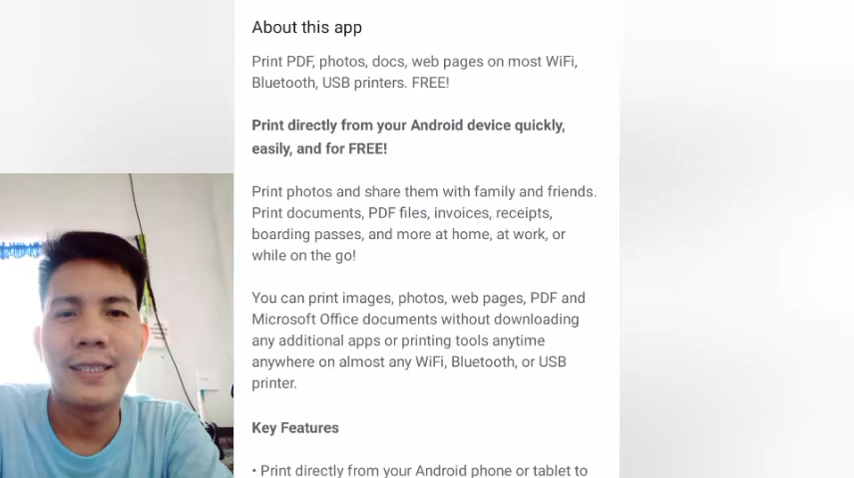 About this app
Print PDF, photos, docs, web pages on most WiFi,
Bluetooth, USB printers. FREE!
Print directly from your Android device quickly,
easily, and for FREE!
Print photos and share them with family and friends.
Print documents, PDF files, invoices, receipts,
boarding passes, and more at home, at work, or
while on the go!
You can print images, photos, web pages, PDF and
Microsoft Office documents without downloading
any additional apps or printing tools anytime
anywhere on almost any WiFi, Bluetooth, or USB
printer.
Key Features
• Print directly from your Android phone or tablet to